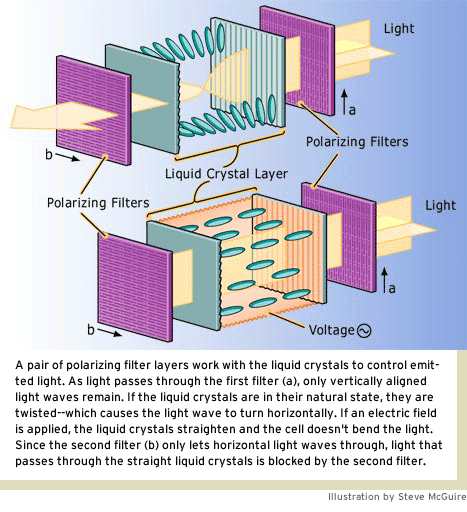 Light
a
b
Polarizing Filters
Liquid Crystal Layer
Polarizing Filters
Light
a
b
Voltage
A pair of polarizing filter layers work with the liquid crystals to control emit-
ted light. As light passes through the first filter (a), only vertically aligned
light waves remain. If the liquid crystals are in their natural state, they are
twisted--which causes the light wave to turn horizontally. If an electric field
is applied, the liquid crystals straighten and the cell doesn't bend the light.
Since the second filter (b) only lets horizontal light waves through, light that
passes through the straight liquid crystals is blocked by the second filter.
Illustration by Steve McGuire